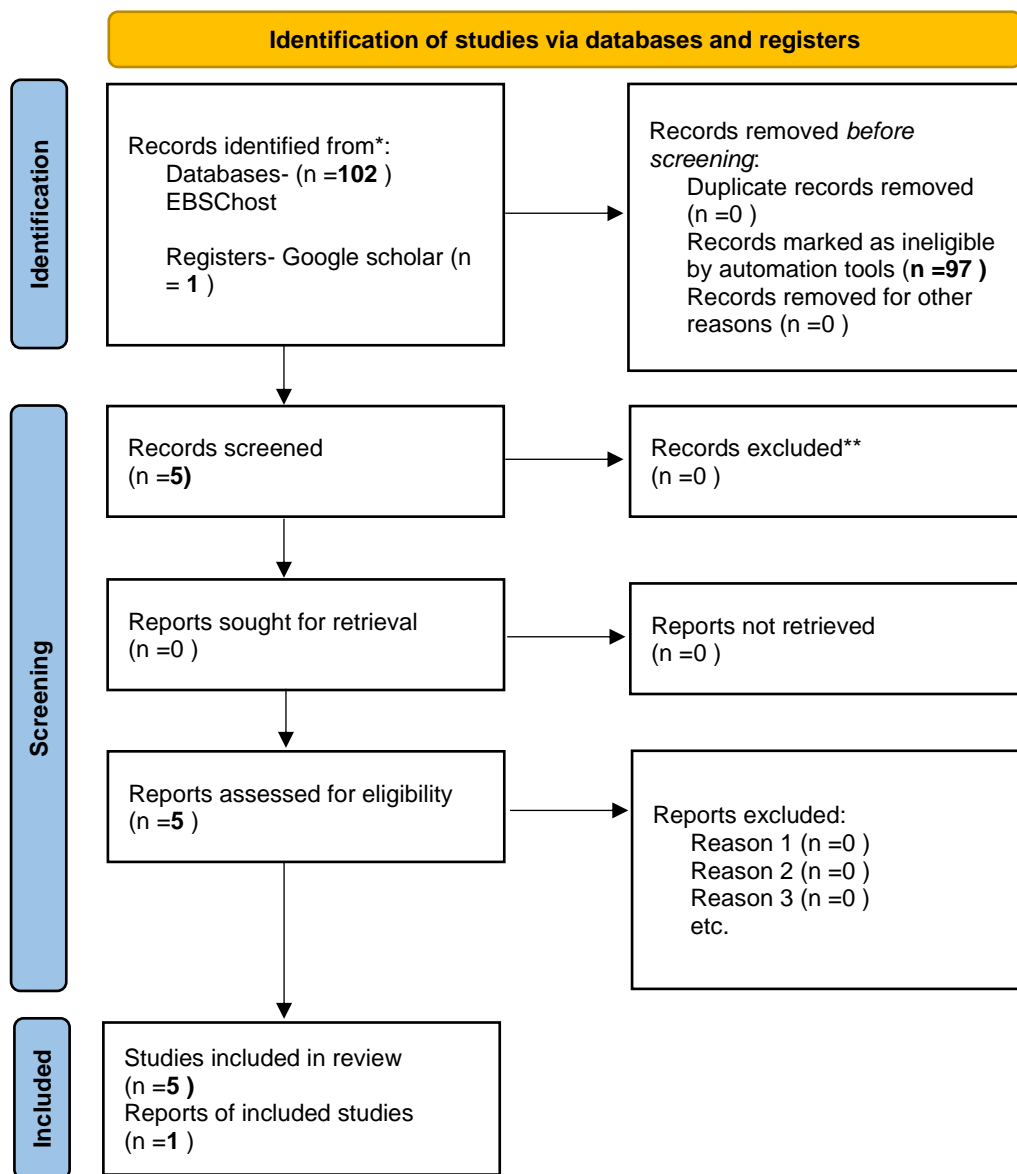 Identification of studies via databases and registers
Identification
Records identified from*:
Databases- (n =102 )
EBSChost
Registers- Google scholar (n
= 1 )
Records removed before
screening:
Duplicate records removed
(n =0 )
Records marked as ineligible
by automation tools (n =97 )
Records removed for other
reasons (n =0 )
Screening
Records screened
(n =5)
Records excluded**
(n =0 )
Reports sought for retrieval
(n =0 )
Reports not retrieved
(n =0 )
Reports assessed for eligibility
(n =5 )
Reports excluded:
Reason 1 (n =0 )
Reason 2 (n =0 )
Reason 3 (n =0 )
etc.
Included
Studies included in review
(n =5 )
Reports of included studies
(n =1 )